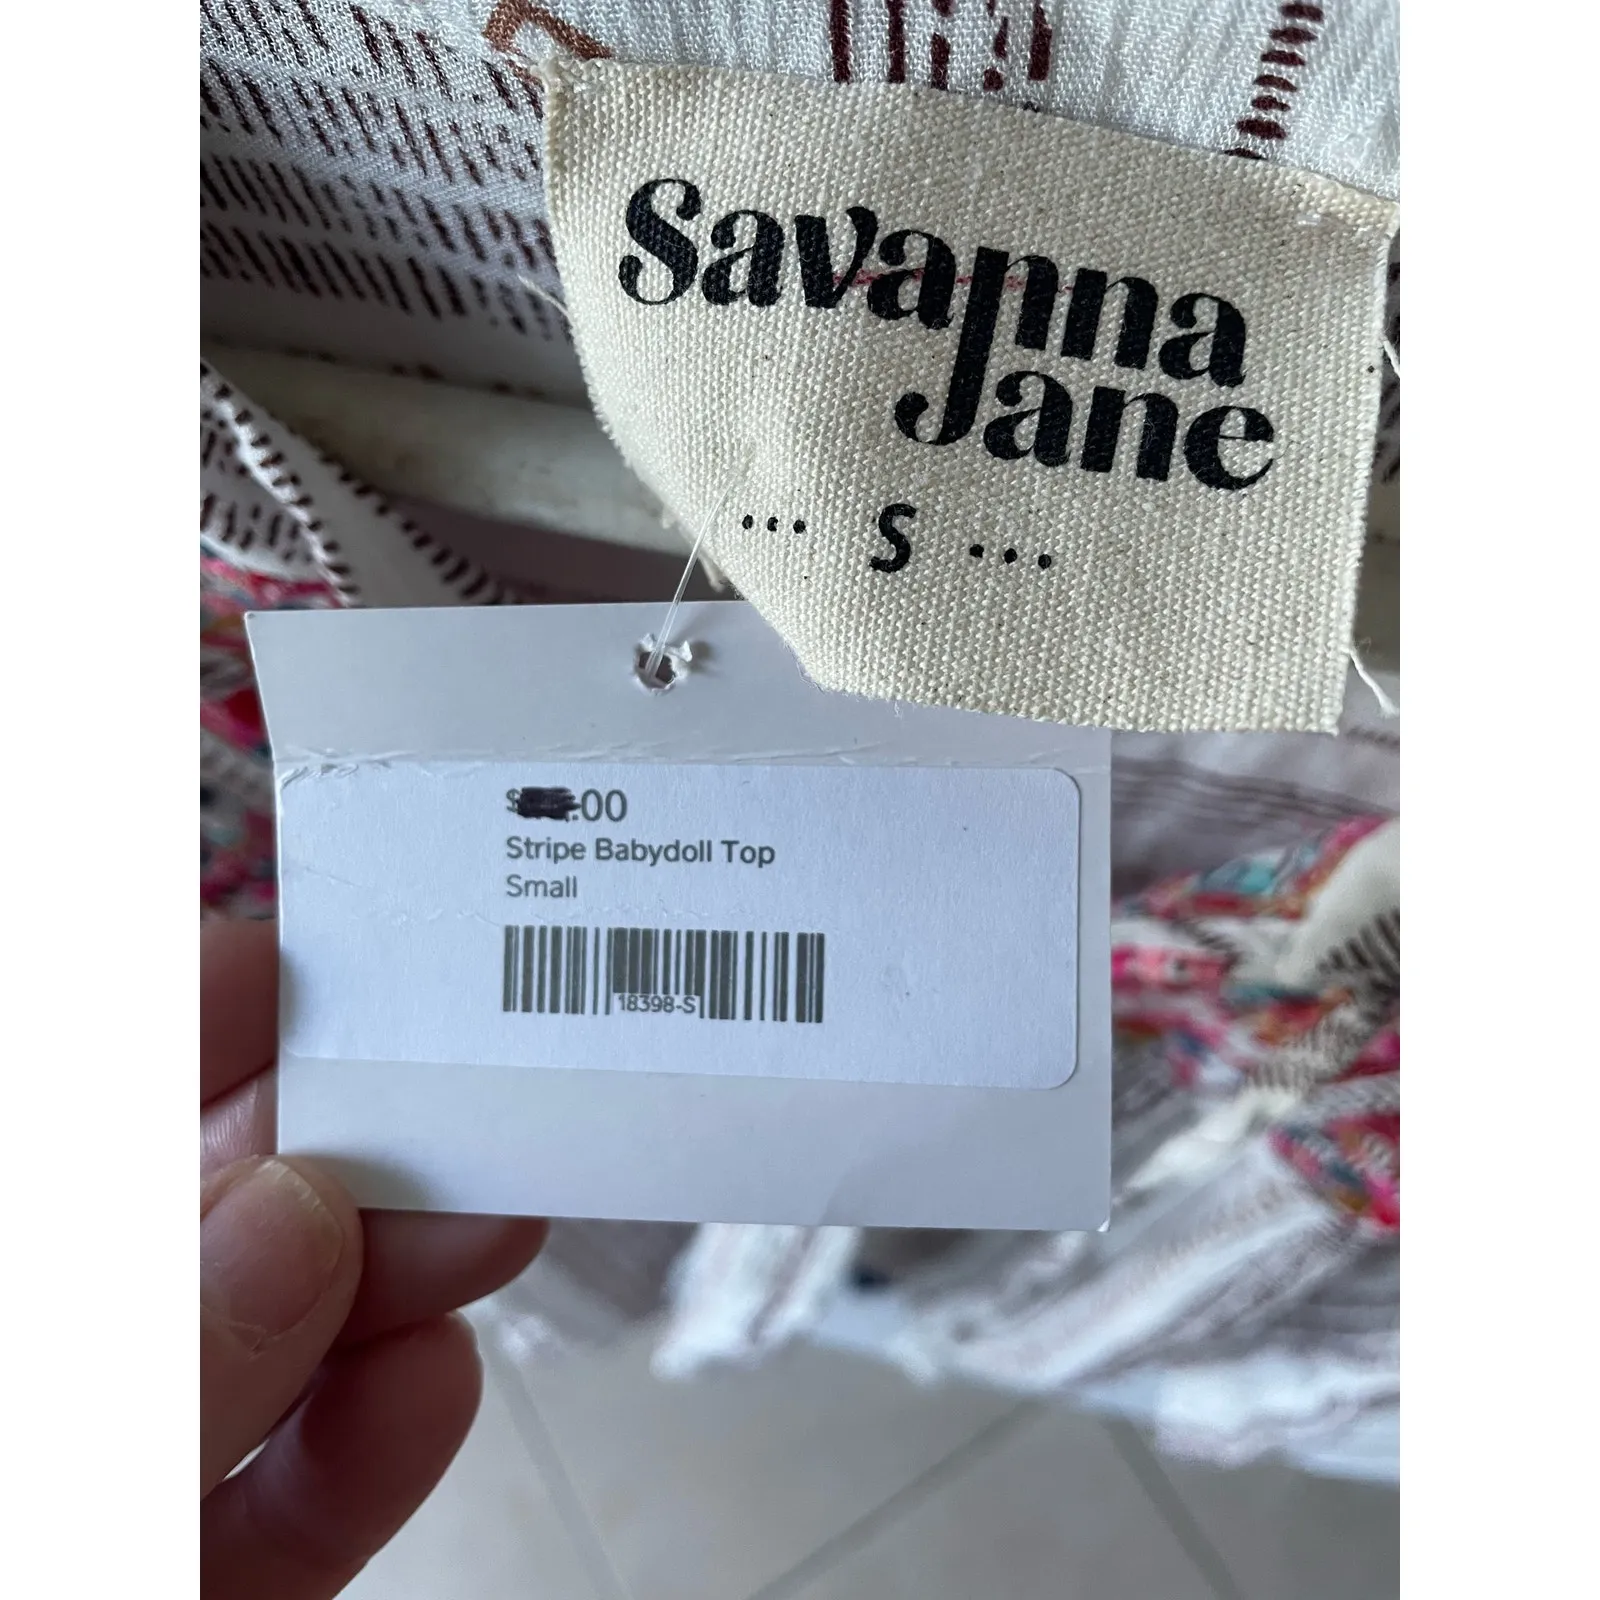 Savanna
Jane
... S ...
.00
Stripe Babydoll Top
Small
18398-S